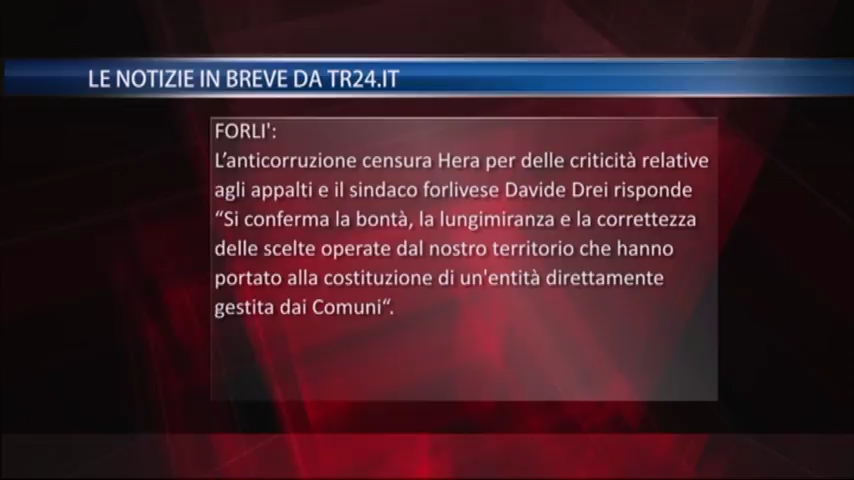 LE NOTIZIE IN BREVE DA TR24.IT
FORLI':
L’anticorruzione censura Hera per delle criticità relative
agli appalti e il sindaco forlivese Davide Drei risponde
“Si conferma la bontà, la lungimiranza e la correttezza
delle scelte operate dal nostro territorio che hanno
portato alla costituzione di un'entità direttamente
gestita dai Comuni“.